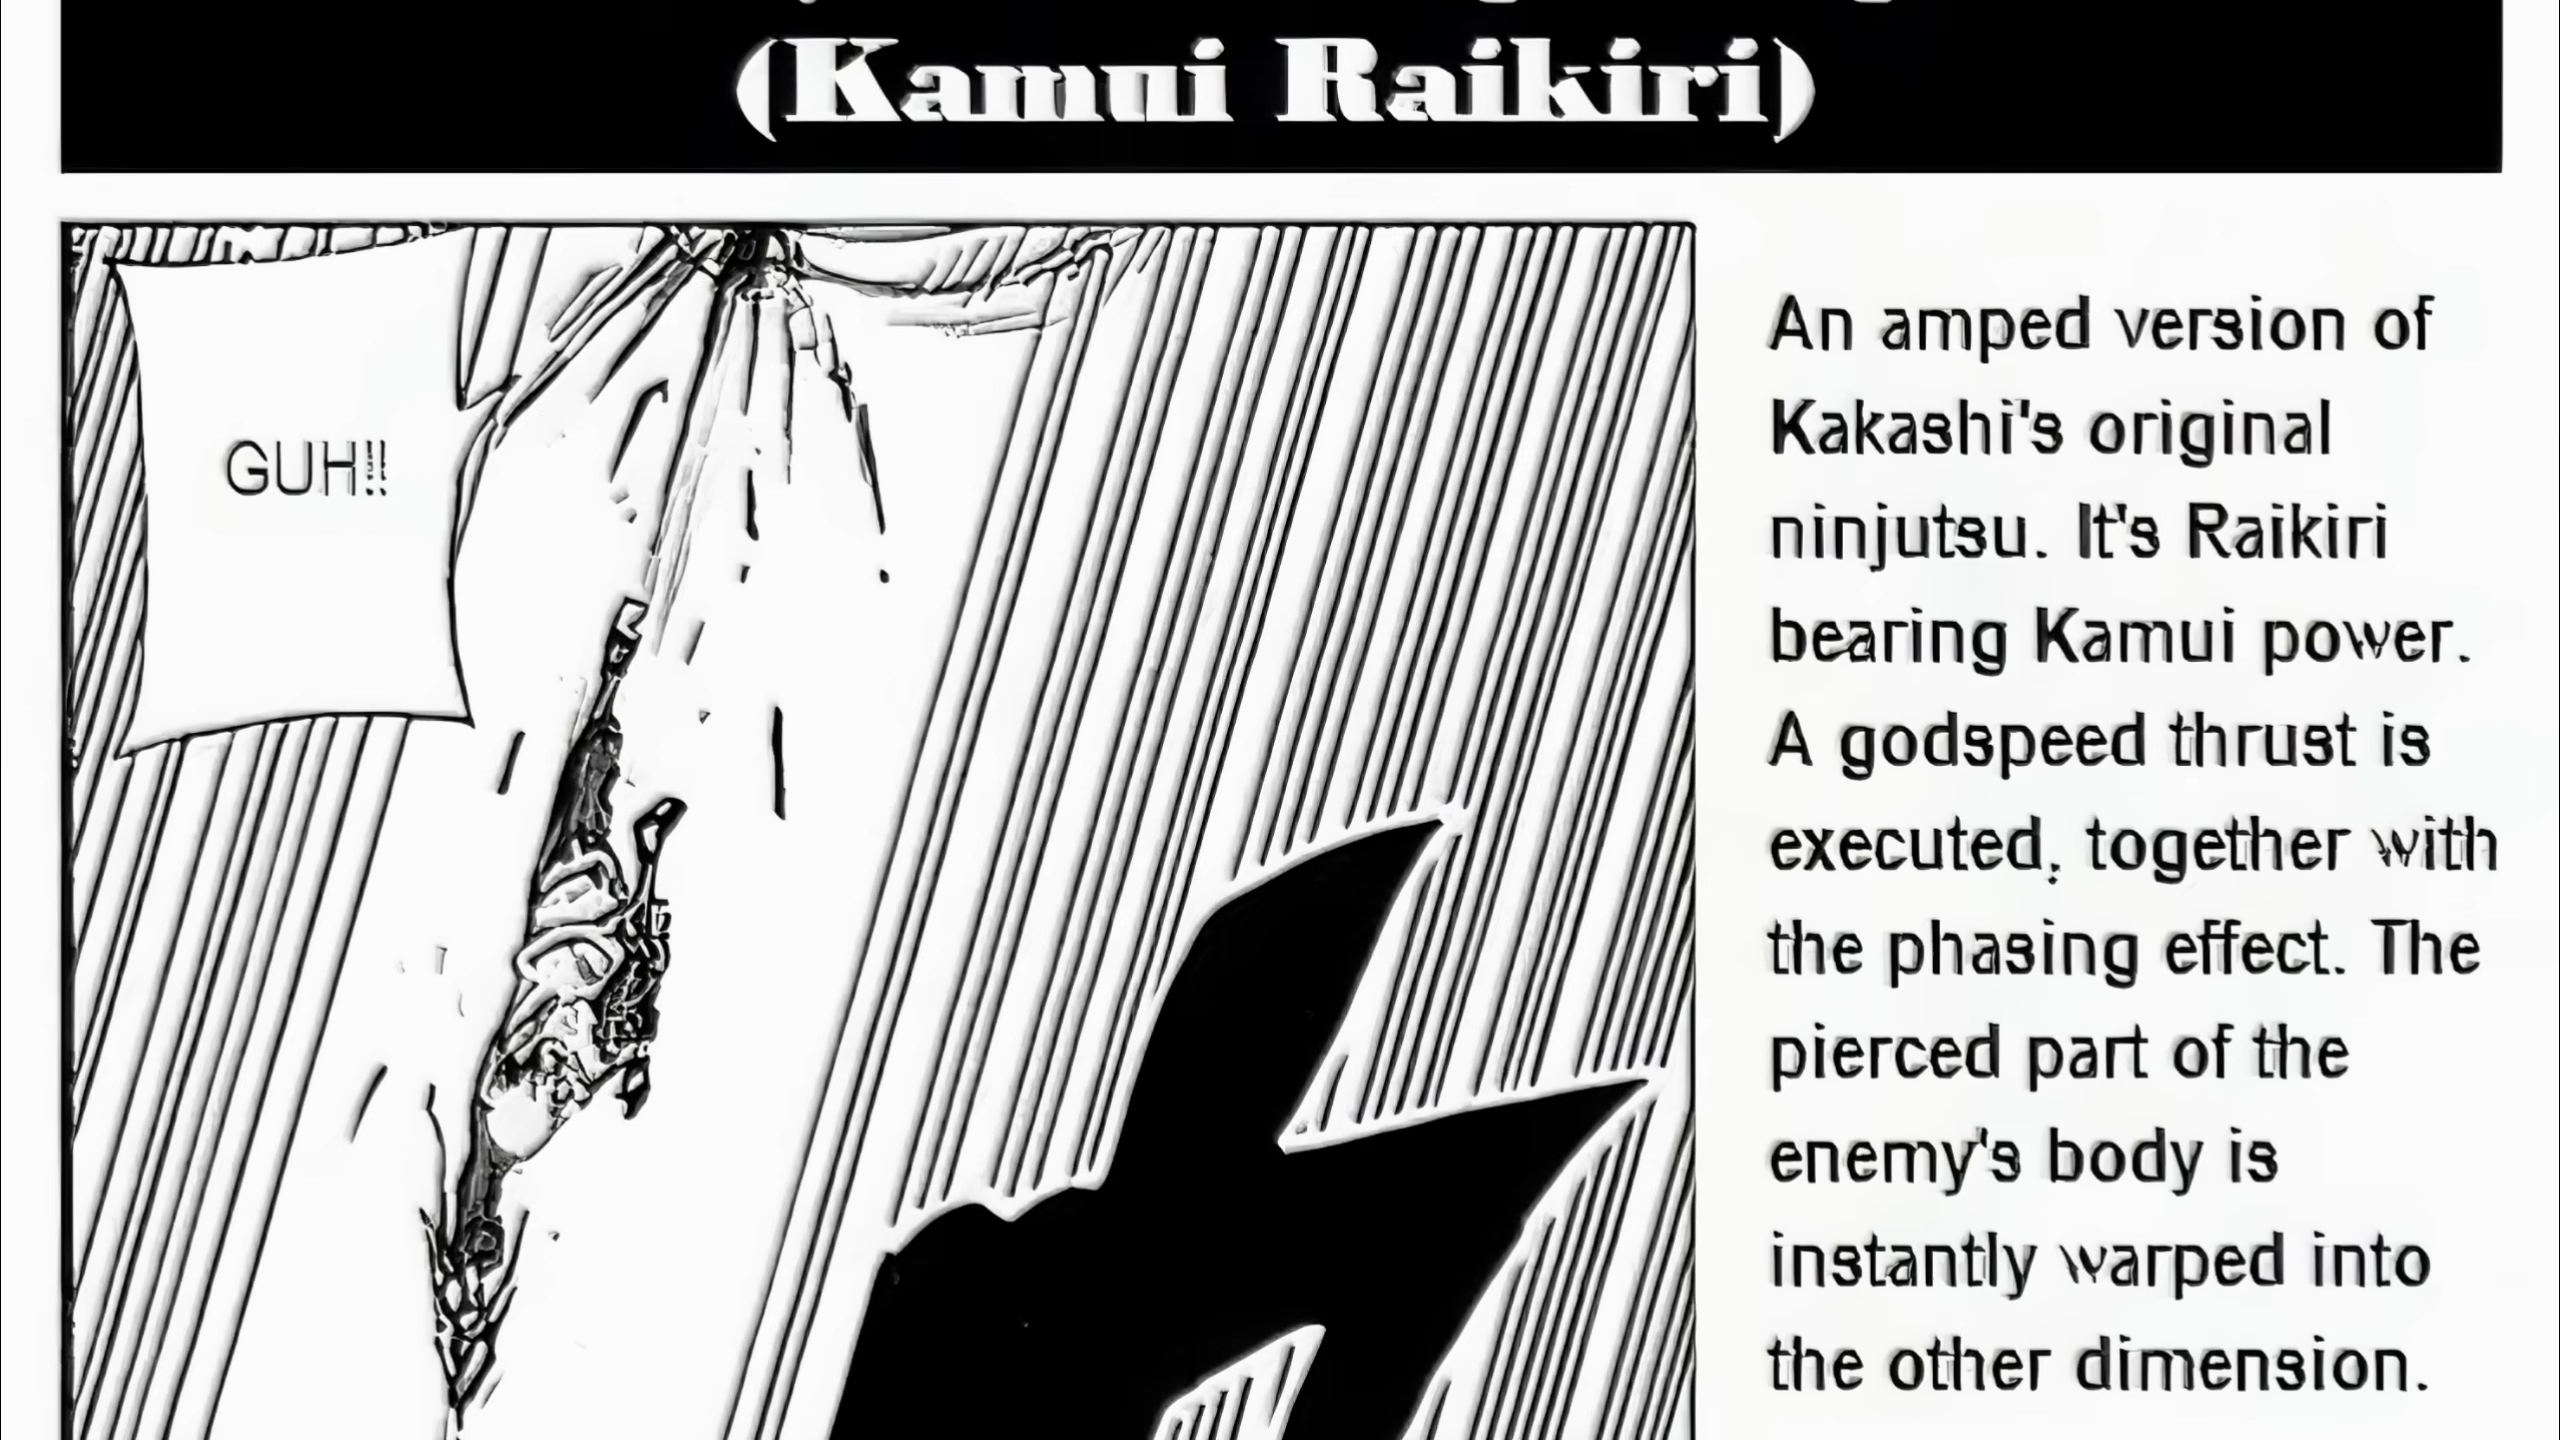 (Kamui Raikiri)
GUH!!
An amped version of
Kakashi's original
ninjutsu. It's Raikiri
bearing Kamui power.
A godspeed thrust is
executed, together with
the phasing effect. The
pierced part of the
enemy's body is
instantly warped into
the other dimension.